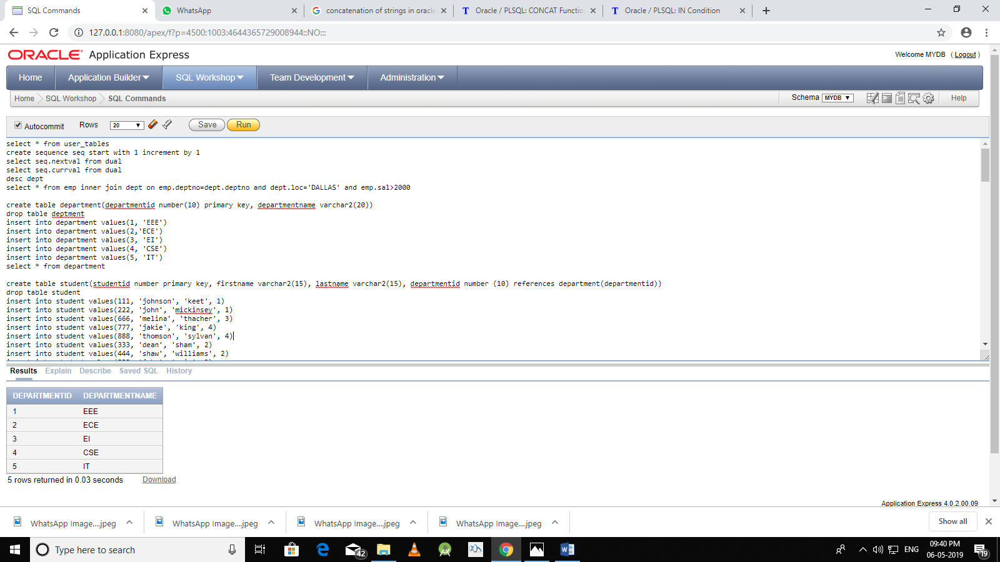 SQL Commands
WhatsApp
concatenation of strings in oracle
Oracle / PLSQL: CONCAT Functio
Oracle / PLSQL: IN Condition
127.0.0.1:8080/apex/f?p=4500:1003:4644365729008944::NO:::
ORACLE Application Express
Welcome MYDB ( Logout )
Home Application Builder SQL Workshop Team Development Administration
Home SQL Workshop SQL Commands
Schema MYDB Help
Autocommit Rows 20 Save Run
select * from user_tables
create sequence seq start with 1 increment by 1
select seq.nextval from dual
select seq.currval from dual
desc dept
select * from emp inner join dept on emp.deptno=dept.deptno and dept.loc='DALLAS' and emp.sal>2000
create table department(departmentid number(10) primary key, departmentname varchar2(20))
drop table deptment
insert into department values(1, 'EEE')
insert into department values(2,'ECE')
insert into department values(3, 'EI')
insert into department values(4, 'CSE')
insert into department values(5, 'IT')
select * from department
create table student(studentid number primary key, firstname varchar2(15), lastname varchar2(15), departmentid number (10) references department(departmentid))
drop table student
insert into student values(111, 'johnson', 'keet', 1)
insert into student values(222, 'john', 'mickinsey', 1)
insert into student values(666, 'melina', 'thacher', 3)
insert into student values(777, 'jakie', 'king', 4)
insert into student values(888, 'thomson', 'sylvan', 4)
insert into student values(333, 'dean', 'sham', 2)
insert into student values(444, 'shaw', 'williams', 2)
Results Explain Describe Saved SQL History
DEPARTMENTID DEPARTMENTNAME
1 EEE
2 ECE
3 EI
4 CSE
5 IT
5 rows returned in 0.03 seconds Download
Application Express 4.0.2.00.09
WhatsApp Image....jpeg
WhatsApp Image....jpeg
WhatsApp Image....jpeg
WhatsApp Image....jpeg
Show all
Type here to search
42
ENG
09:40 PM
06-05-2019
19